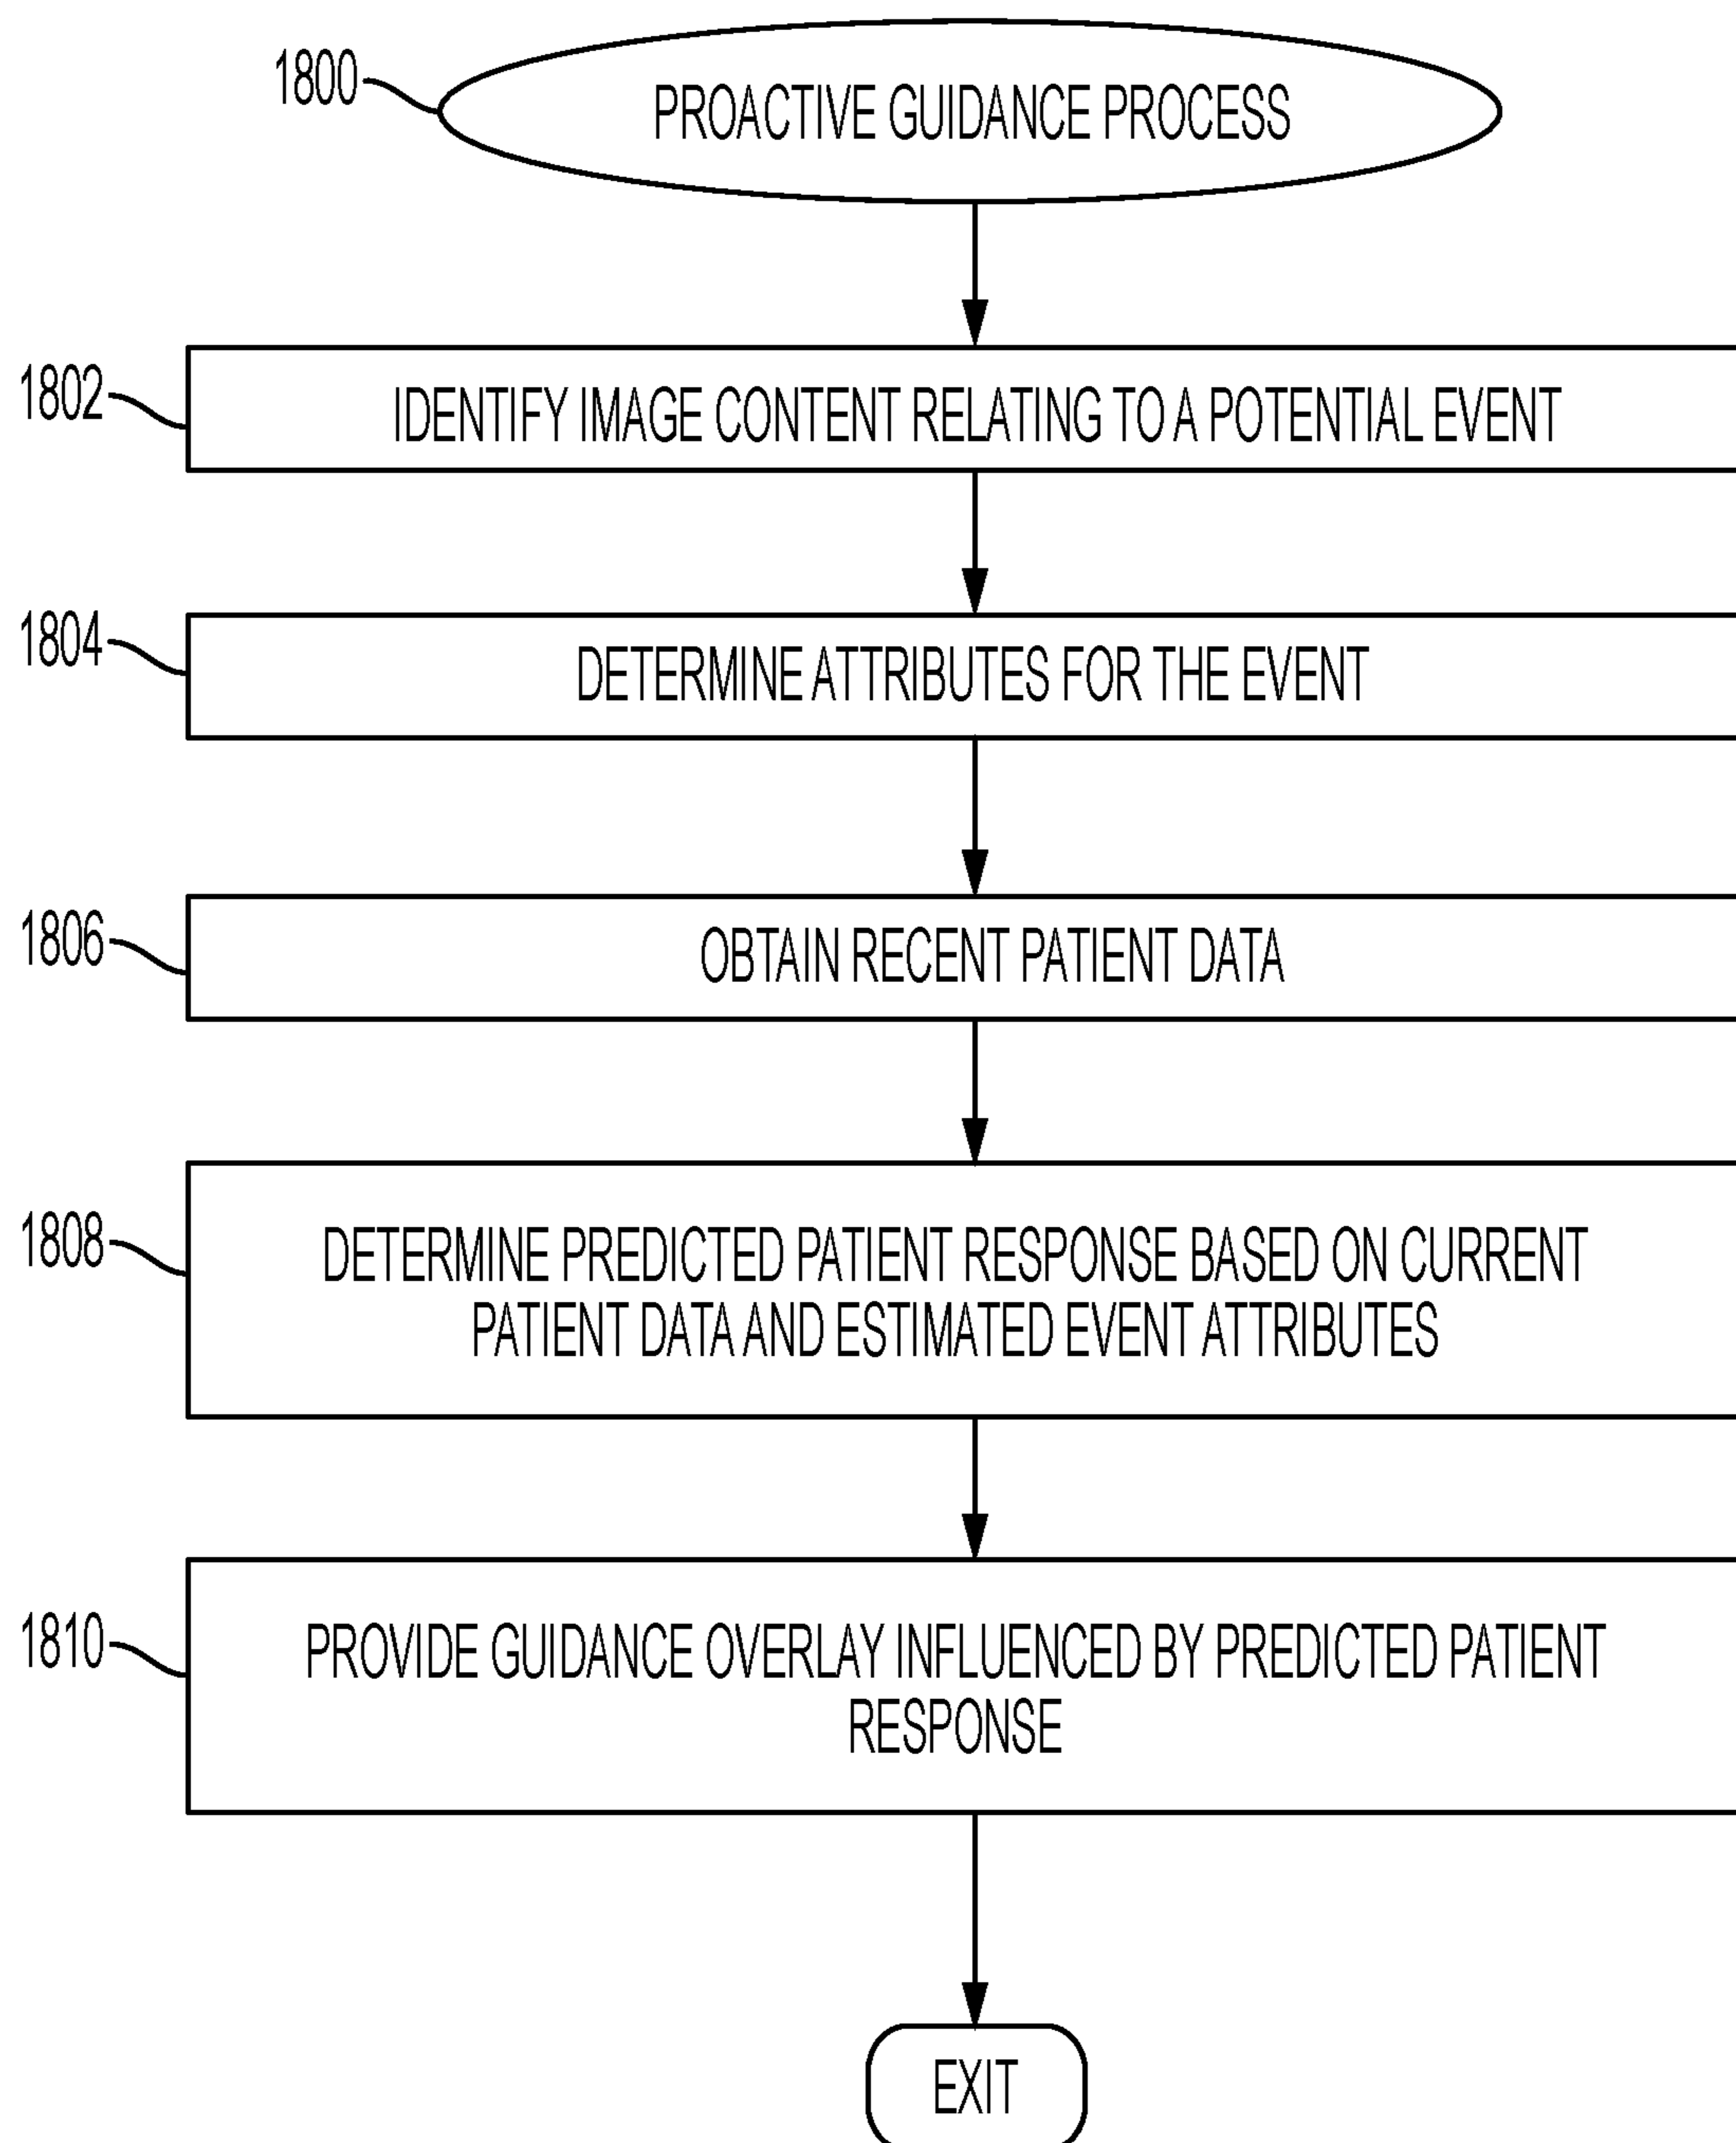 1800
PROACTIVE GUIDANCE PROCESS
1802
IDENTIFY IMAGE CONTENT RELATING TO A POTENTIAL EVENT
1804
DETERMINE ATTRIBUTES FOR THE EVENT
1806
OBTAIN RECENT PATIENT DATA
1808
DETERMINE PREDICTED PATIENT RESPONSE BASED ON CURRENT
PATIENT DATA AND ESTIMATED EVENT ATTRIBUTES
1810
PROVIDE GUIDANCE OVERLAY INFLUENCED BY PREDICTED PATIENT
RESPONSE
EXIT